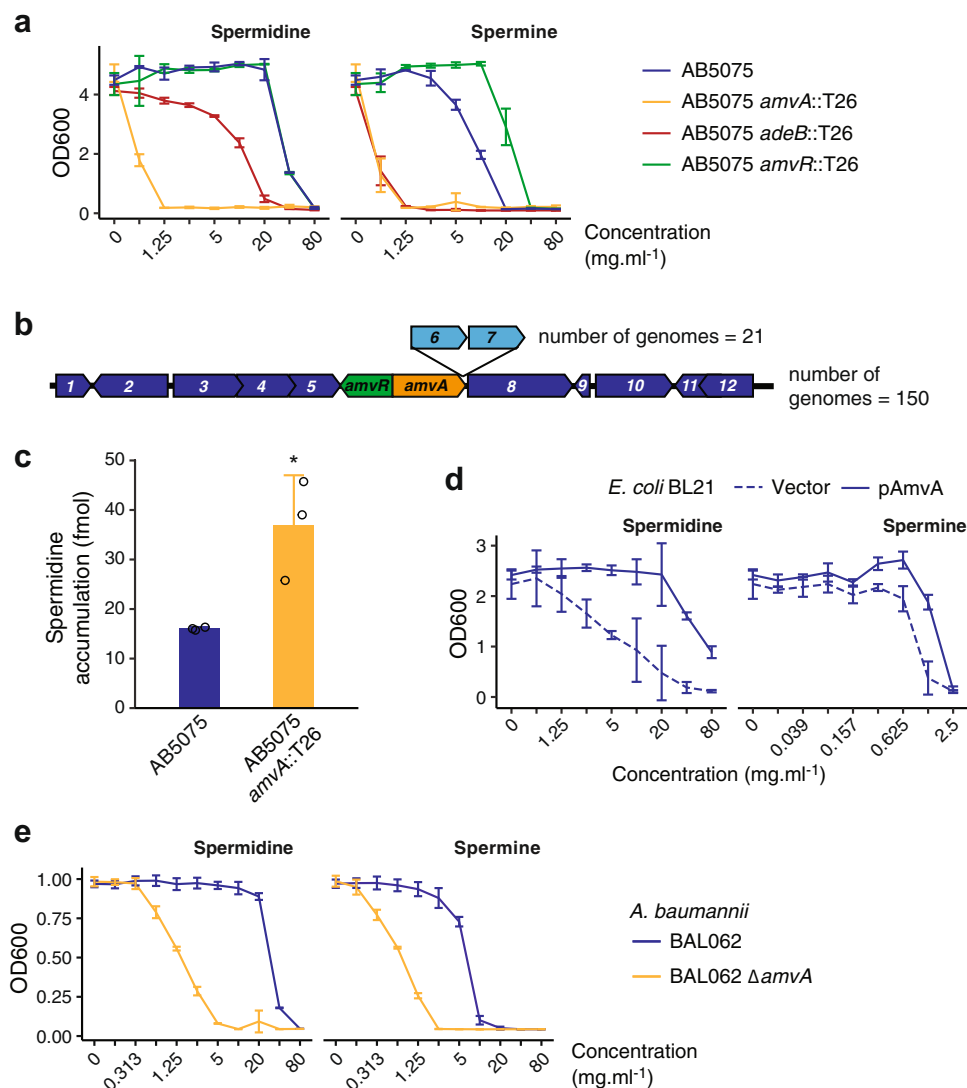 a
Spermidine
Spermine
OD600
4
2
0
0
1.25
5
20
80
0
1.25
5
20
80
Concentration
(mg.ml-1)
AB5075
AB5075 amvA::T26
AB5075 adeB::T26
AB5075 amvR::T26
b
6
7
number of genomes = 21
1
2
3
4
5
amvR
amvA
8
9
10
11
12
number of
genomes = 150
c
Spermidine
accumulation (fmol)
50
40
30
20
10
0
*
AB5075
AB5075
amvA::T26
d
E. coli BL21
Vector
pAmvA
Spermidine
Spermine
OD600
3
2
1
0
0
1.25
5
20
80
0
0.039
0.157
0.625
2.5
Concentration (mg.ml-1)
e
Spermidine
Spermine
OD600
1.00
0.75
0.50
0.25
0.00
0
0.313
1.25
5
20
80
0
0.313
1.25
5
20
80
Concentration
(mg.ml-1)
A. baumannii
BAL062
BAL062 ΔamvA